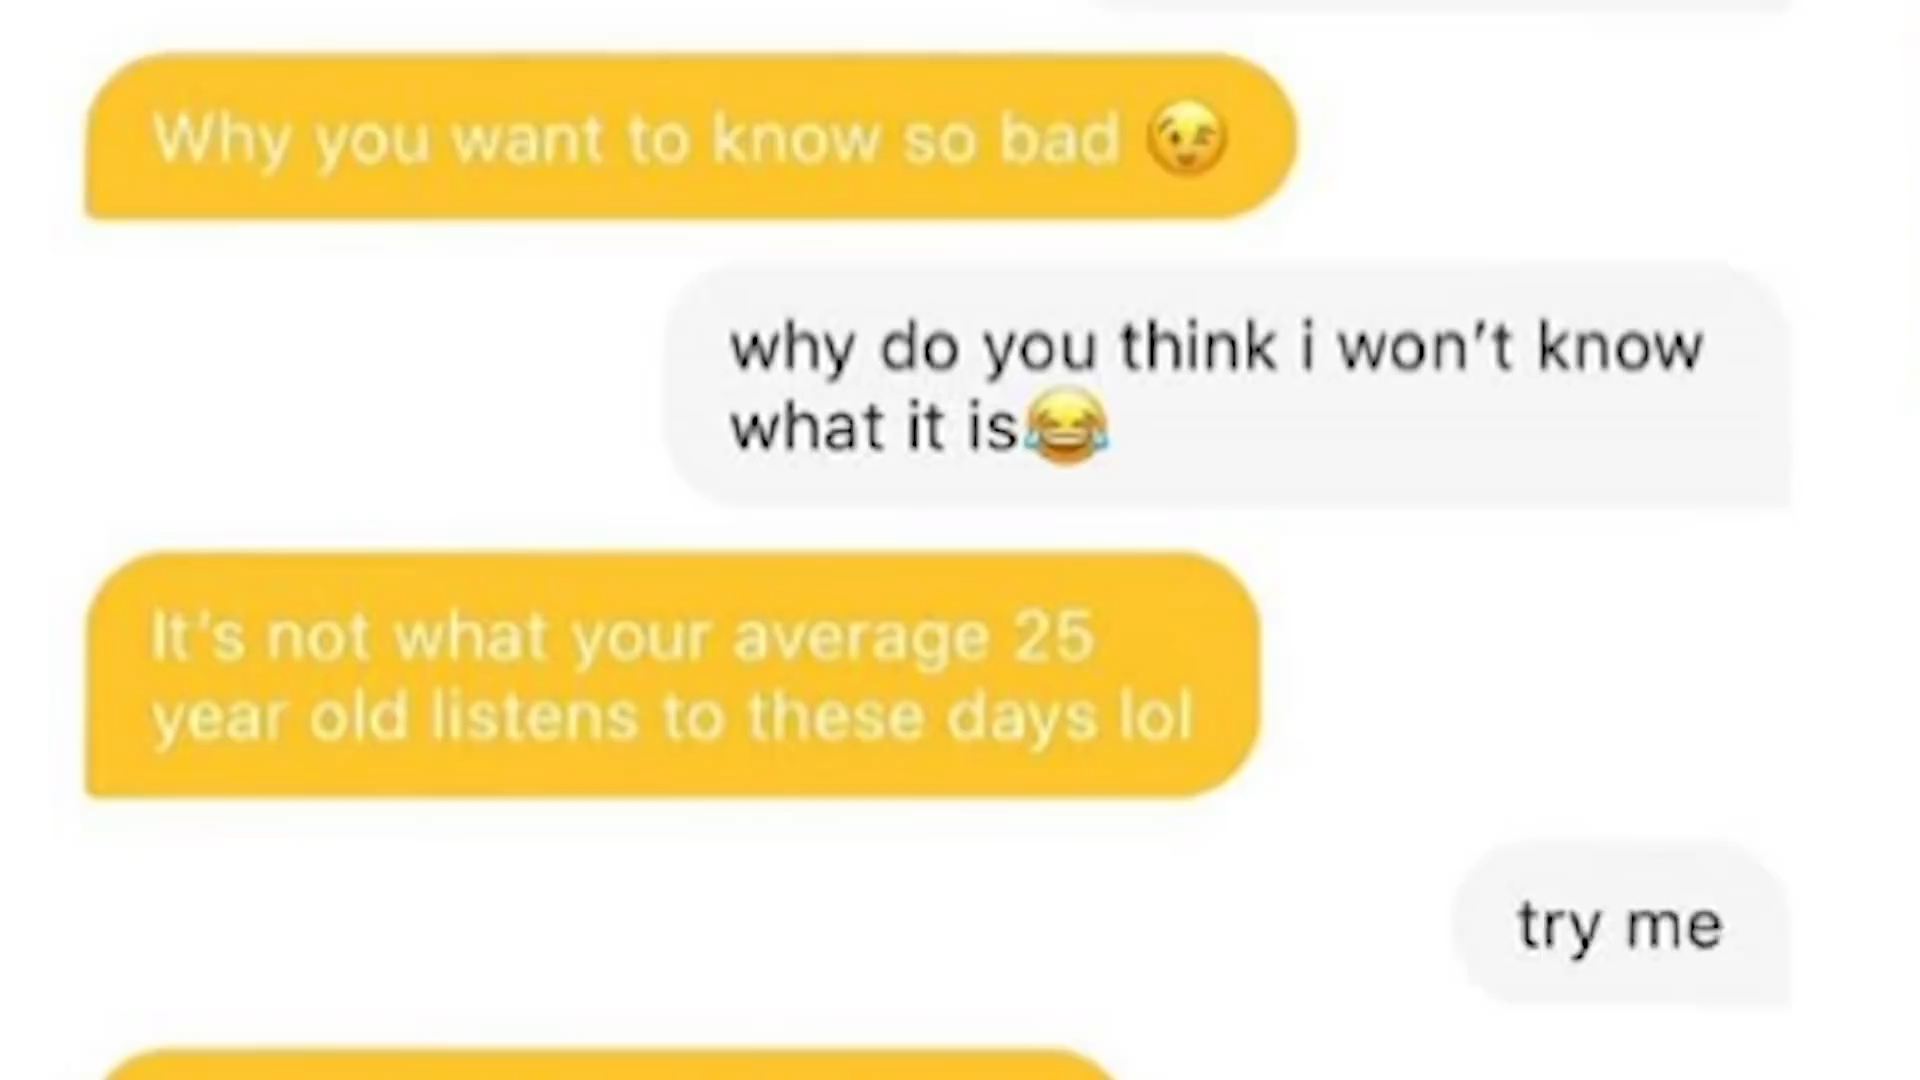 Why you want to know so bad 😉
why do you think i won't know
what it is😂
It's not what your average 25
year old listens to these days lol
try me